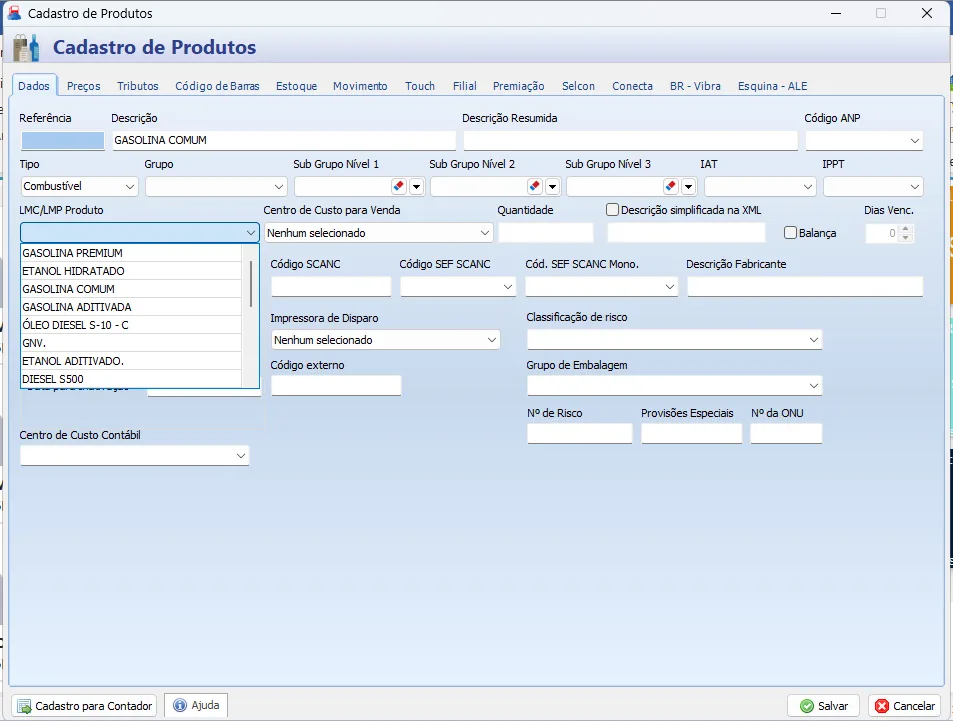 Cadastro de Produtos
Cadastro de Produtos
Dados Preços Tributos Código de Barras Estoque Movimento Touch Filial Premiação Selcon Conecta BR - Vibra Esquina - ALE
Referência Descrição Descrição Resumida Código ANP
GASOLINA COMUM
Tipo Grupo Sub Grupo Nível 1 Sub Grupo Nível 2 Sub Grupo Nível 3 IAT IPPT
Combustível
LMC/LMP Produto Centro de Custo para Venda Quantidade Descrição simplificada na XML Dias Venc.
Nenhum selecionado Balança 0
GASOLINA PREMIUM
ETANOL HIDRATADO
GASOLINA COMUM
GASOLINA ADITIVADA
ÓLEO DIESEL S-10 - C
GNV.
ETANOL ADITIVADO.
DIESEL S500
Código SCANC Código SEF SCANC Cód. SEF SCANC Mono. Descrição Fabricante
Impressora de Disparo Classificação de risco
Nenhum selecionado
Código externo Grupo de Embalagem
Nº de Risco Provisões Especiais Nº da ONU
Centro de Custo Contábil
Cadastro para Contador Ajuda Salvar Cancelar